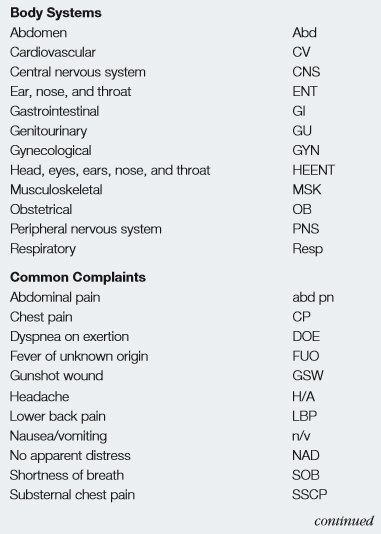 Body Systems
Abdomen Abd
Cardiovascular CV
Central nervous system CNS
Ear, nose, and throat ENT
Gastrointestinal GI
Genitourinary GU
Gynecological GYN
Head, eyes, ears, nose, and throat HEENT
Musculoskeletal MSK
Obstetrical OB
Peripheral nervous system PNS
Respiratory Resp
Common Complaints
Abdominal pain abd pn
Chest pain CP
Dyspnea on exertion DOE
Fever of unknown origin FUO
Gunshot wound GSW
Headache H/A
Lower back pain LBP
Nausea/vomiting n/v
No apparent distress NAD
Shortness of breath SOB
Substernal chest pain SSCP
continued